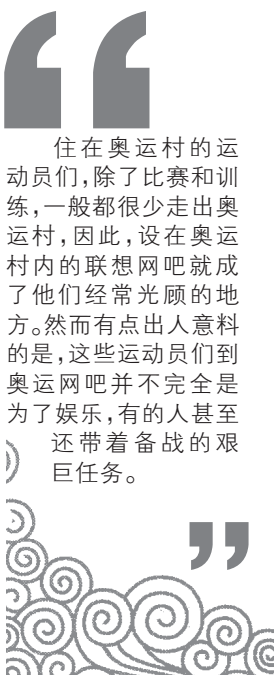 住在奥运村的运
动员们,除了比赛和训
练,一般都很少走出奥
运村,因此,设在奥运
村内的联想网吧就成
了他们经常光顾的地
方。然而有点出人意料
的是,这些运动员们到
奥运网吧并不完全是
为了娱乐,有的人甚至
还带着备战的艰
巨任务。